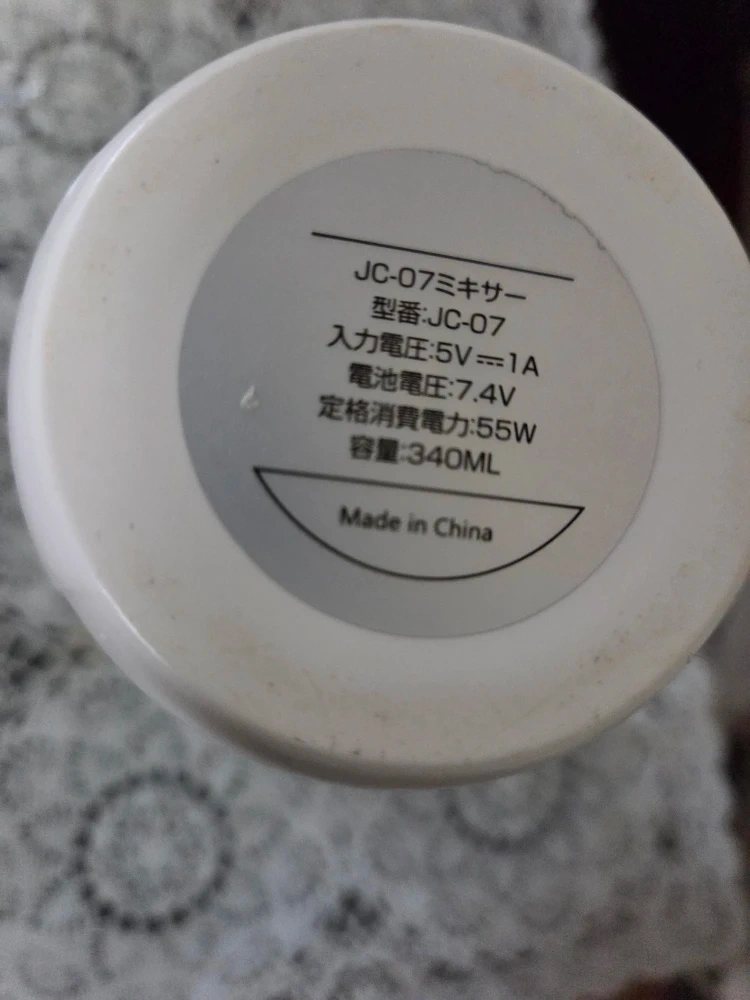 JC-07ミキサー
型番:JC-07
入力電圧:5V⎓1A
電池電圧:7.4V
定格消費電力:55W
容量:340ML
Made in China